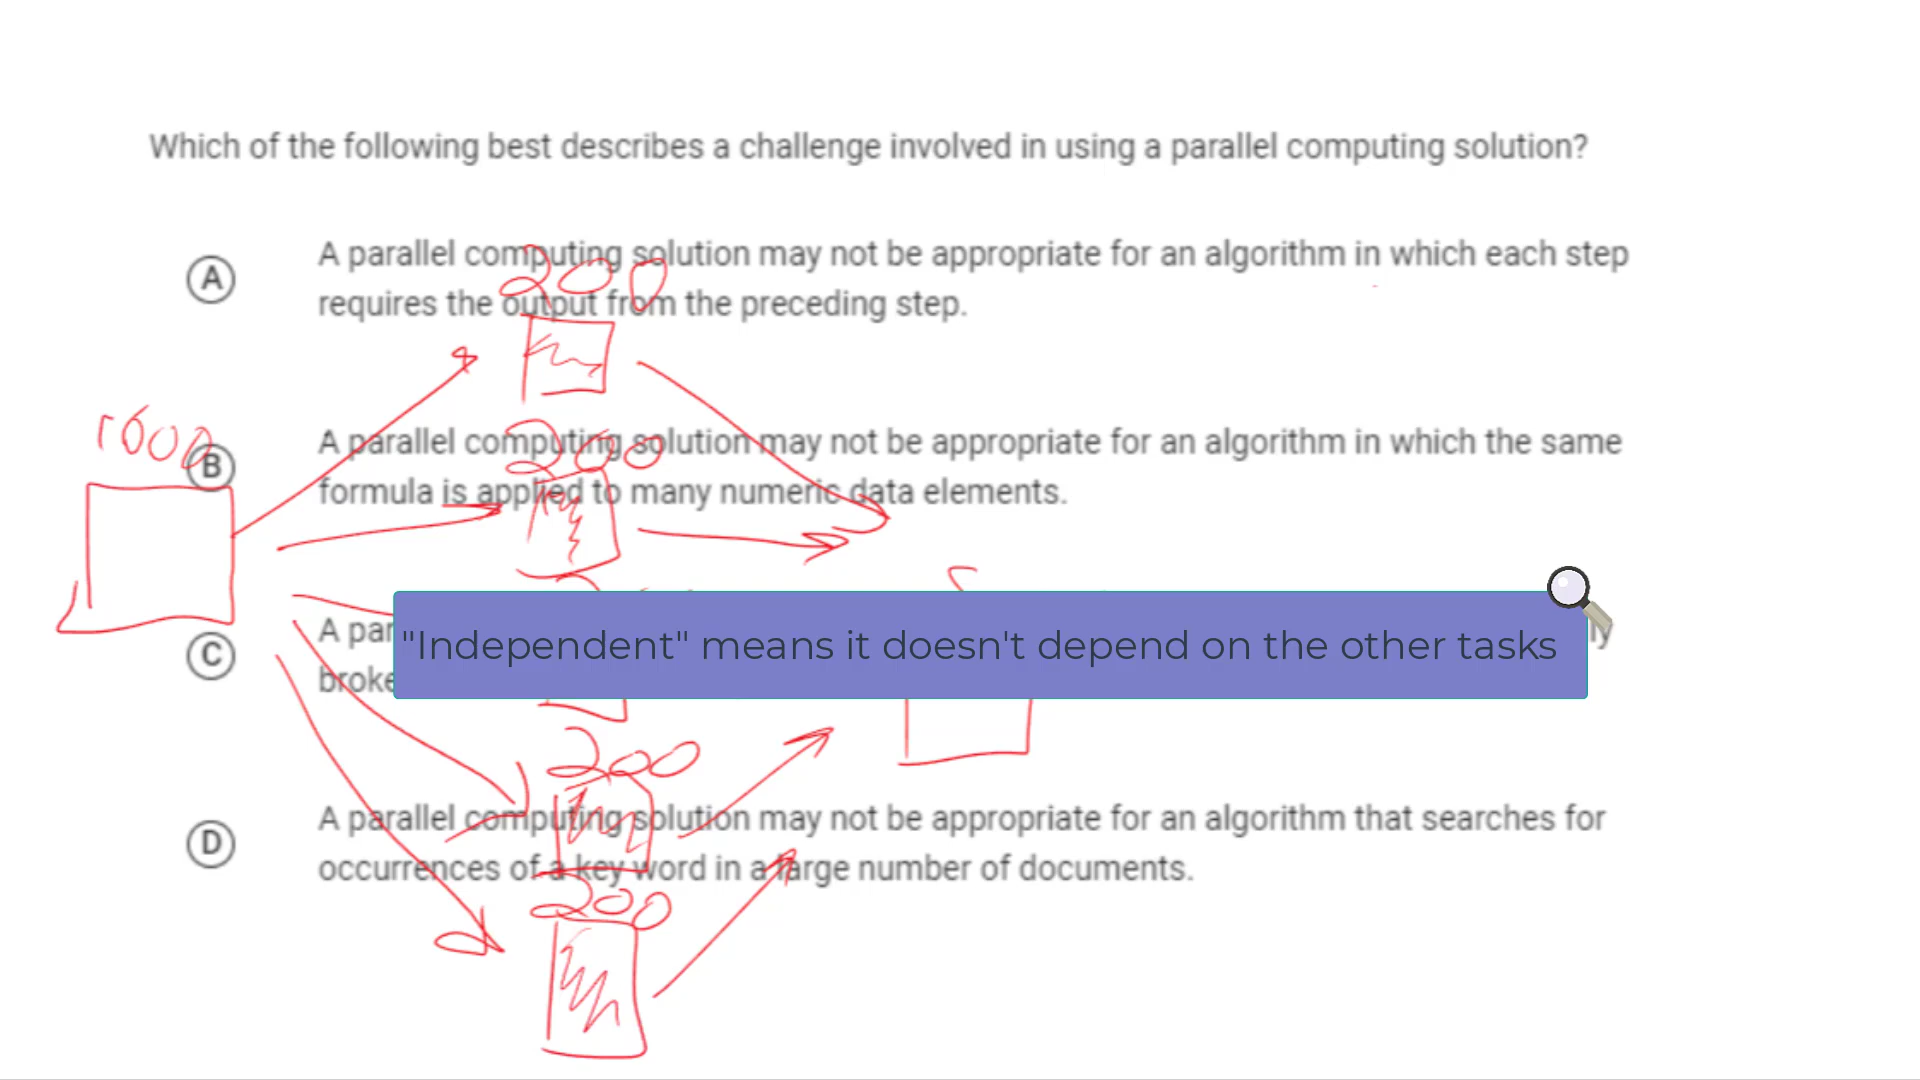 Which of the following best describes a challenge involved in using a parallel computing solution?
200
A A parallel computing solution may not be appropriate for an algorithm in which each step
requires the output from the preceding step.
1000
200
B A parallel computing solution may not be appropriate for an algorithm in which the same
formula is applied to many numeric data elements.
C A
"Independent" means it doesn't depend on the other tasks
200
D A parallel computing solution may not be appropriate for an algorithm that searches for
occurrences of a key word in a large number of documents.
200